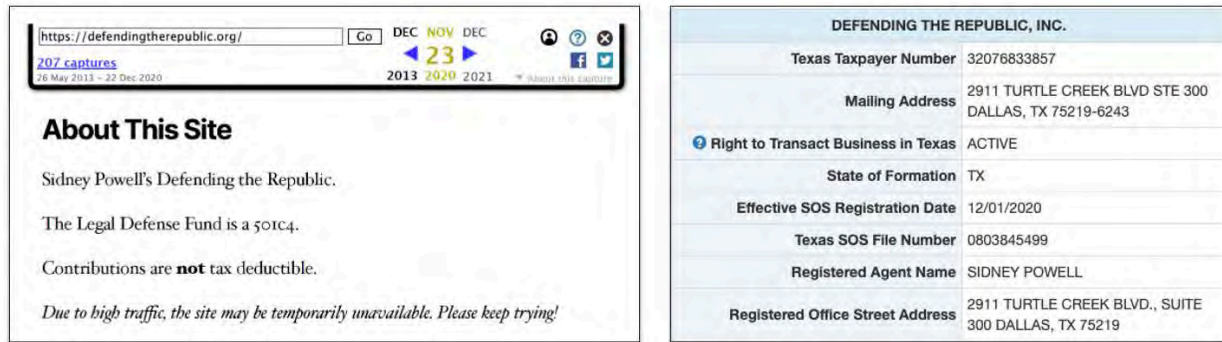 https://defendingtherepublic.org/ Go DEC NOV DEC
207 captures 23
26 May 2013 – 22 Dec 2020 2013 2020 2021 About this capture
About This Site
Sidney Powell's Defending the Republic.
The Legal Defense Fund is a 501c4.
Contributions are not tax deductible.
Due to high traffic, the site may be temporarily unavailable. Please keep trying!
DEFENDING THE REPUBLIC, INC.
Texas Taxpayer Number 32076833857
Mailing Address 2911 TURTLE CREEK BLVD STE 300
DALLAS, TX 75219-6243
Right to Transact Business in Texas ACTIVE
State of Formation TX
Effective SOS Registration Date 12/01/2020
Texas SOS File Number 0803845499
Registered Agent Name SIDNEY POWELL
Registered Office Street Address 2911 TURTLE CREEK BLVD., SUITE
300 DALLAS, TX 75219